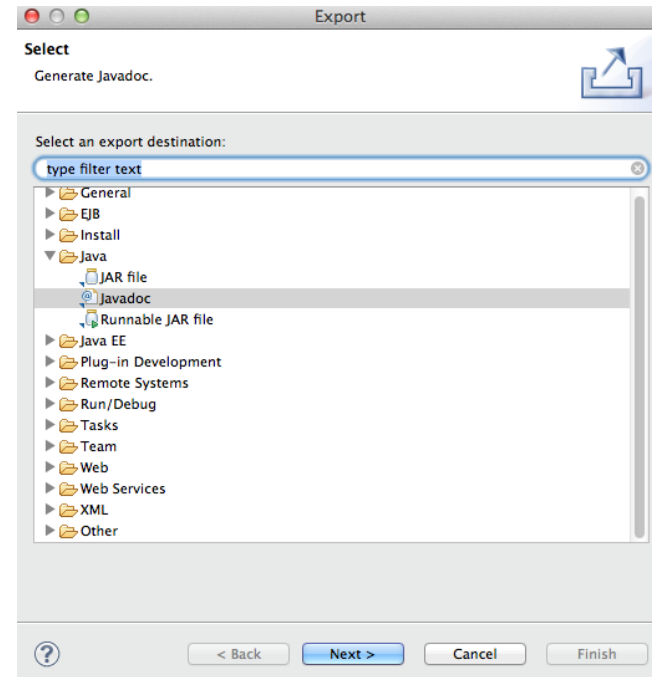 Export
Select
Generate Javadoc.
Select an export destination:
type filter text
General
EJB
Install
Java
JAR file
Javadoc
Runnable JAR file
Java EE
Plug-in Development
Remote Systems
Run/Debug
Tasks
Team
Web
Web Services
XML
Other
? < Back Next > Cancel Finish